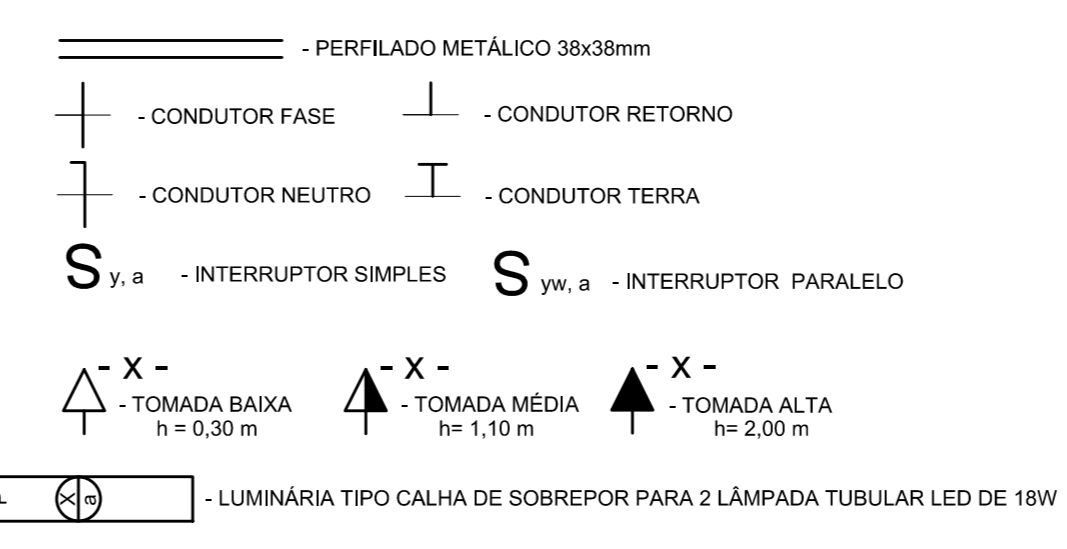 - PERFILADO METÁLICO 38x38mm
- CONDUTOR FASE
- CONDUTOR RETORNO
- CONDUTOR NEUTRO
- CONDUTOR TERRA
S y, a - INTERRUPTOR SIMPLES
S yw, a - INTERRUPTOR PARALELO
- X -
- TOMADA BAIXA
h = 0,30 m
- X -
- TOMADA MÉDIA
h= 1,10 m
- X -
- TOMADA ALTA
h= 2,00 m
X a
- LUMINÁRIA TIPO CALHA DE SOBREPOR PARA 2 LÂMPADA TUBULAR LED DE 18W